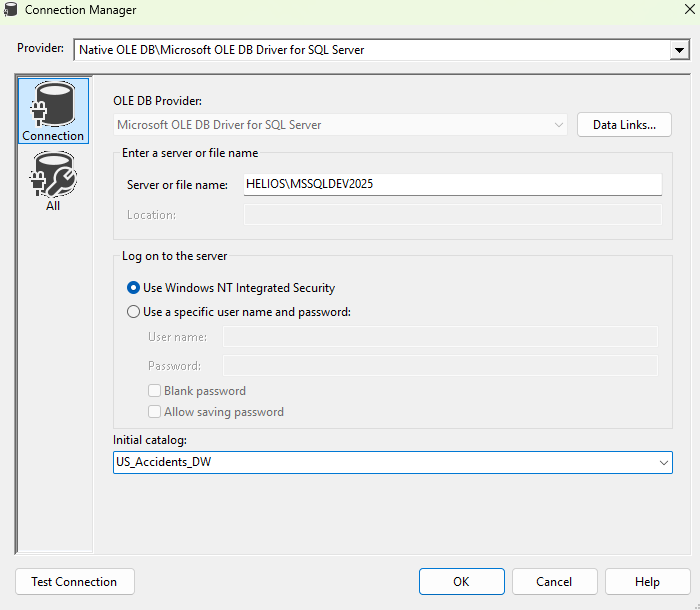 Connection Manager
Provider: Native OLE DB\Microsoft OLE DB Driver for SQL Server
Connection
All
OLE DB Provider:
Microsoft OLE DB Driver for SQL Server Data Links...
Enter a server or file name
Server or file name: HELIOS\MSSQLDEV2025
Location:
Log on to the server
Use Windows NT Integrated Security
Use a specific user name and password:
User name:
Password:
Blank password
Allow saving password
Initial catalog:
US_Accidents_DW
Test Connection OK Cancel Help